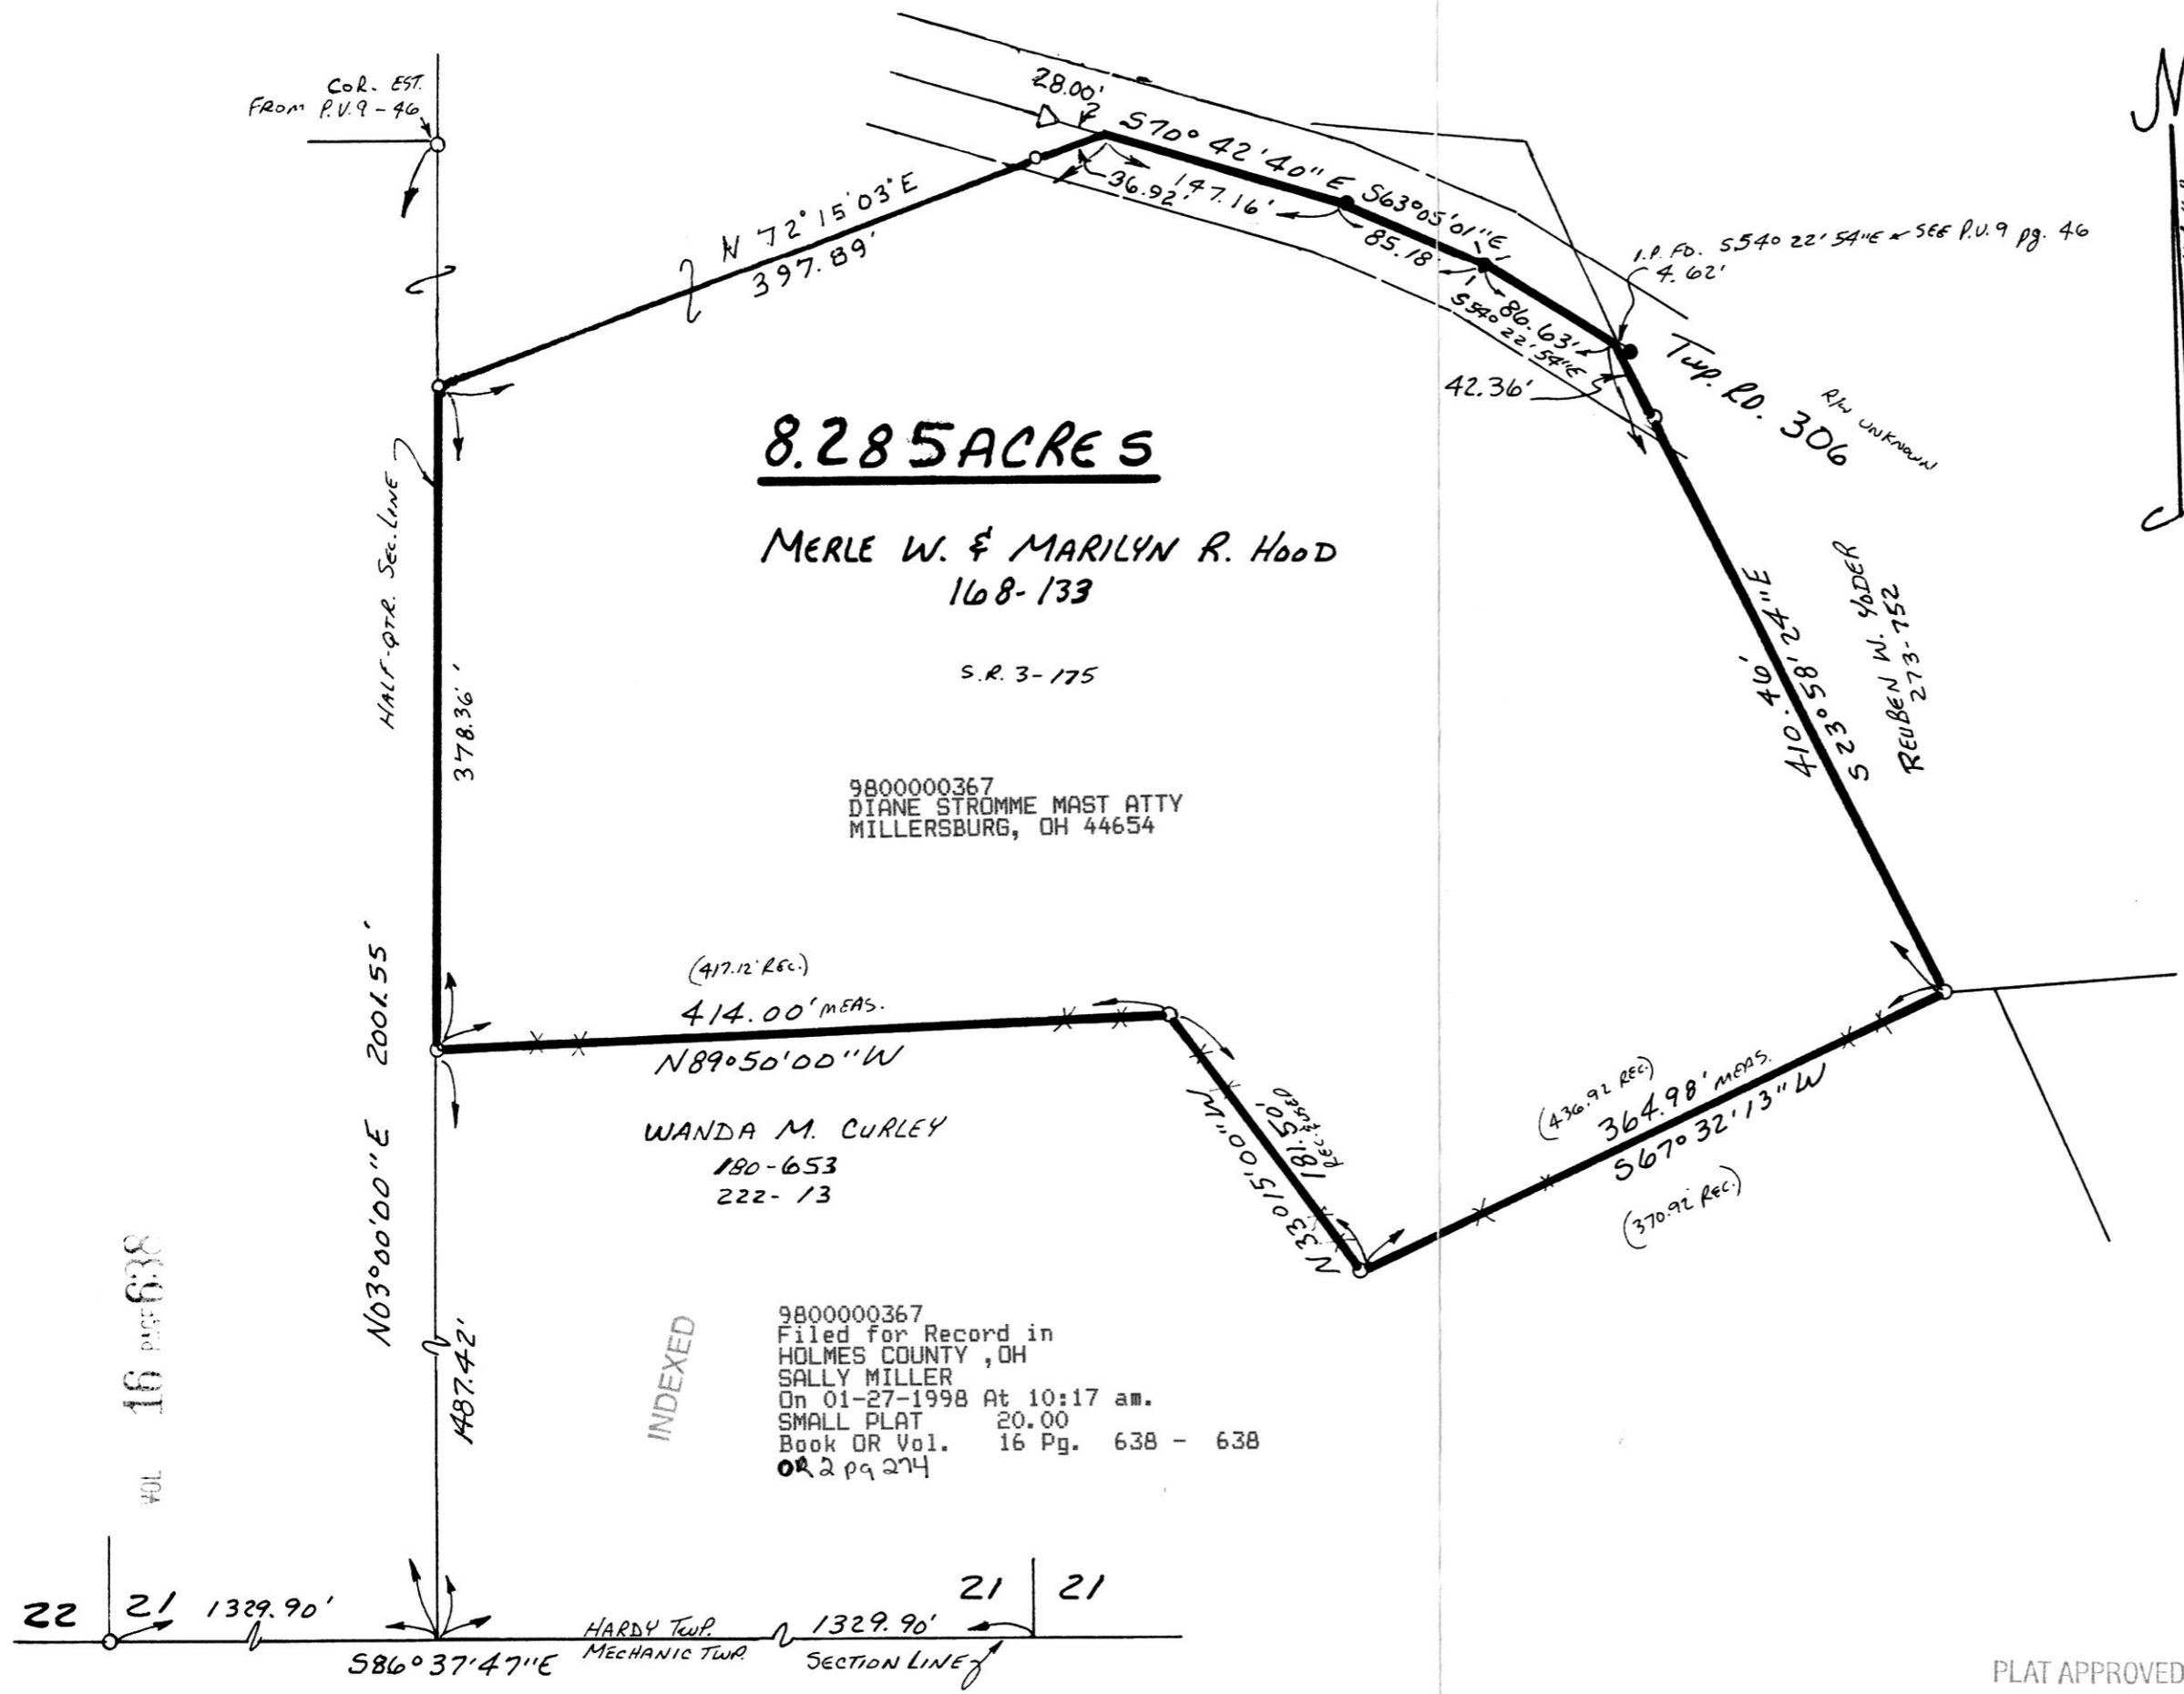 COR. EST.
FROM P.V. 9-46
28.00'
S70° 42' 40" E
36.92'
147.16'
S63° 05' 01" E
85.18'
N 72° 15' 03" E
397.89'
I.P. FD. S54° 22' 54" E SEE P.V. 9 pg. 46
4.62'
86.63'
S54° 22' 54" E
42.36'
TWP. RD. 306
R/W UNKNOWN
N
8.285 ACRES
MERLE W. & MARILYN R. HOOD
168-133
S.R. 3-175
HALF-QTR. SEC. LINE
378.36'
410.46'
S 23° 58' 24" E
REUBEN W. YODER
273-752
9800000367
DIANE STROMME MAST ATTY
MILLERSBURG, OH 44654
(417.12' REC.)
414.00' MEAS.
N89°50'00" W
N03°00'00" E 2001.55'
WANDA M. CURLEY
180-653
222-13
181.50'
REC. & USED
N33°15'00" W
(436.92 REC.)
364.98' MEAS.
S67° 32' 13" W
(370.92' REC.)
1487.42'
VOL 16 PAGE 638
INDEXED
9800000367
Filed for Record in
HOLMES COUNTY , OH
SALLY MILLER
On 01-27-1998 At 10:17 am.
SMALL PLAT 20.00
Book OR Vol. 16 Pg. 638 - 638
OR 2 pg 274
22 21 1329.90'
21 21
HARDY TWP. 1329.90'
S86° 37' 47" E MECHANIC TWP. SECTION LINE
PLAT APPROVED